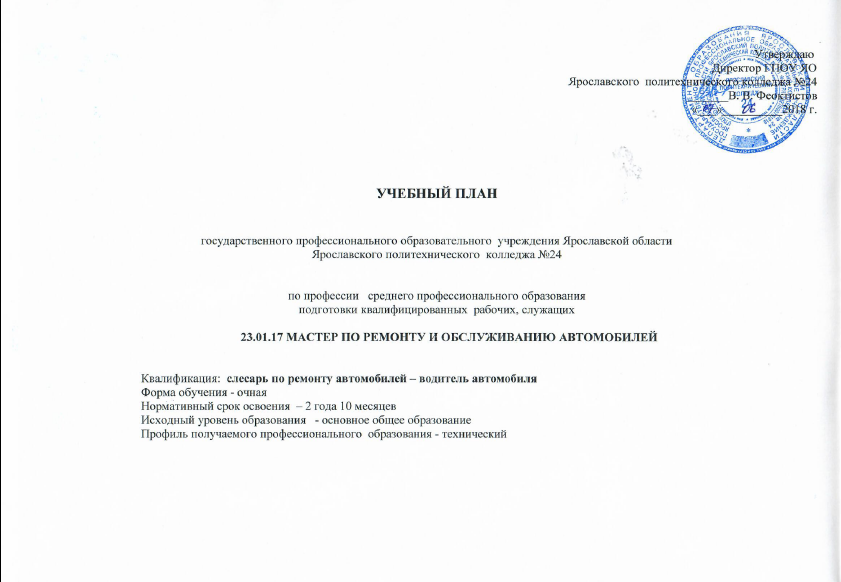 Утверждаю
Директор ГПОУ ЯО
Ярославского политехнического колледжа №24
В. В. Феоктистов
2018 г.
УЧЕБНЫЙ ПЛАН
государственного профессионального образовательного учреждения Ярославской области
Ярославского политехнического колледжа №24
по профессии среднего профессионального образования
подготовки квалифицированных рабочих, служащих
23.01.17 МАСТЕР ПО РЕМОНТУ И ОБСЛУЖИВАНИЮ АВТОМОБИЛЕЙ
Квалификация: слесарь по ремонту автомобилей – водитель автомобиля
Форма обучения - очная
Нормативный срок освоения – 2 года 10 месяцев
Исходный уровень образования - основное общее образование
Профиль получаемого профессионального образования - технический